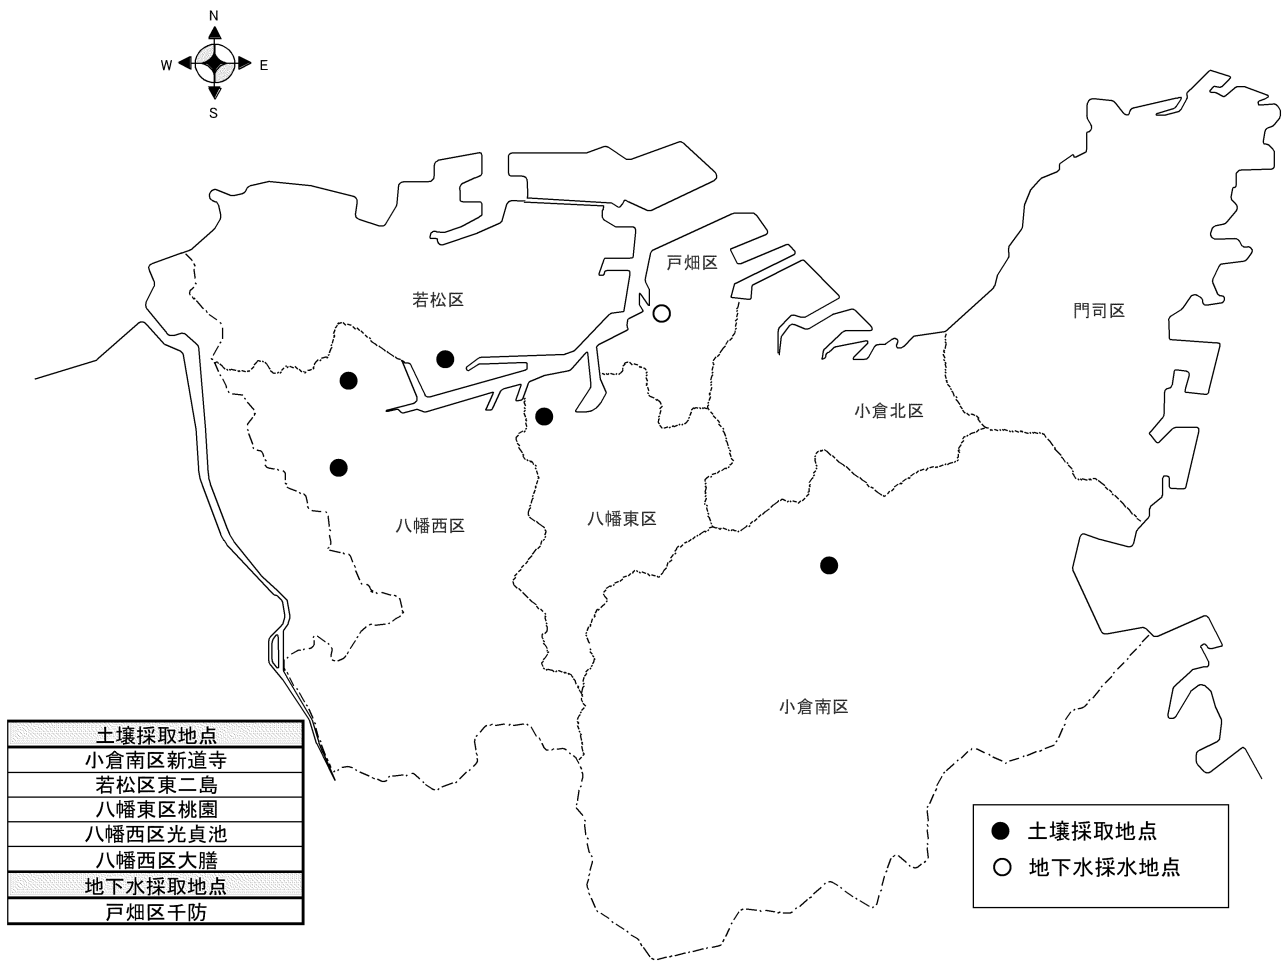 N
W
E
S
戸畑区
若松区
門司区
小倉北区
八幡東区
八幡西区
小倉南区
土壌採取地点
小倉南区新道寺
若松区東二島
八幡東区桃園
八幡西区光貞池
八幡西区大膳
地下水採取地点
戸畑区千防
土壌採取地点
地下水採水地点